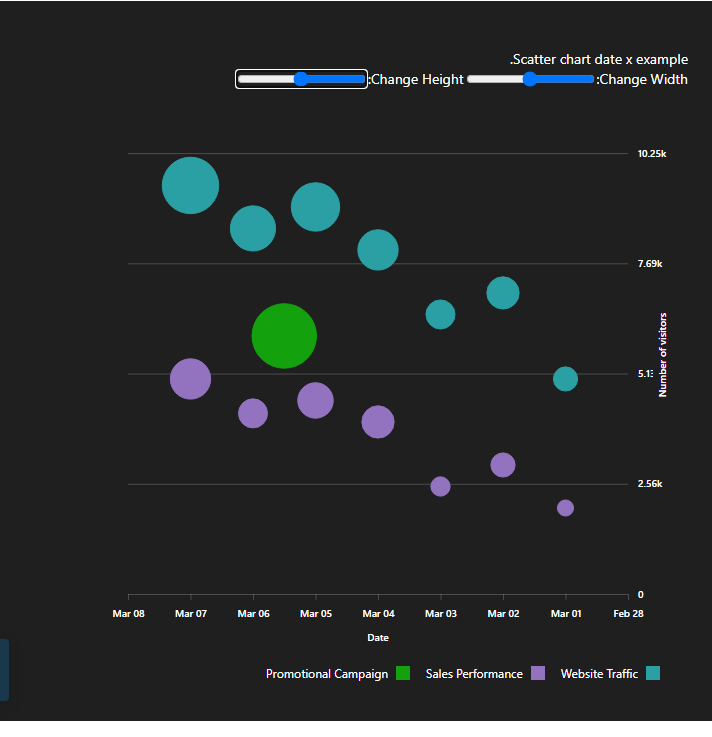 .Scatter chart date x example
:Change Height :Change Width
10.25k
7.69k
Number of visitors
2.56k
0
Mar 08 Mar 07 Mar 06 Mar 05 Mar 04 Mar 03 Mar 02 Mar 01 Feb 28
Date
Promotional Campaign Sales Performance Website Traffic